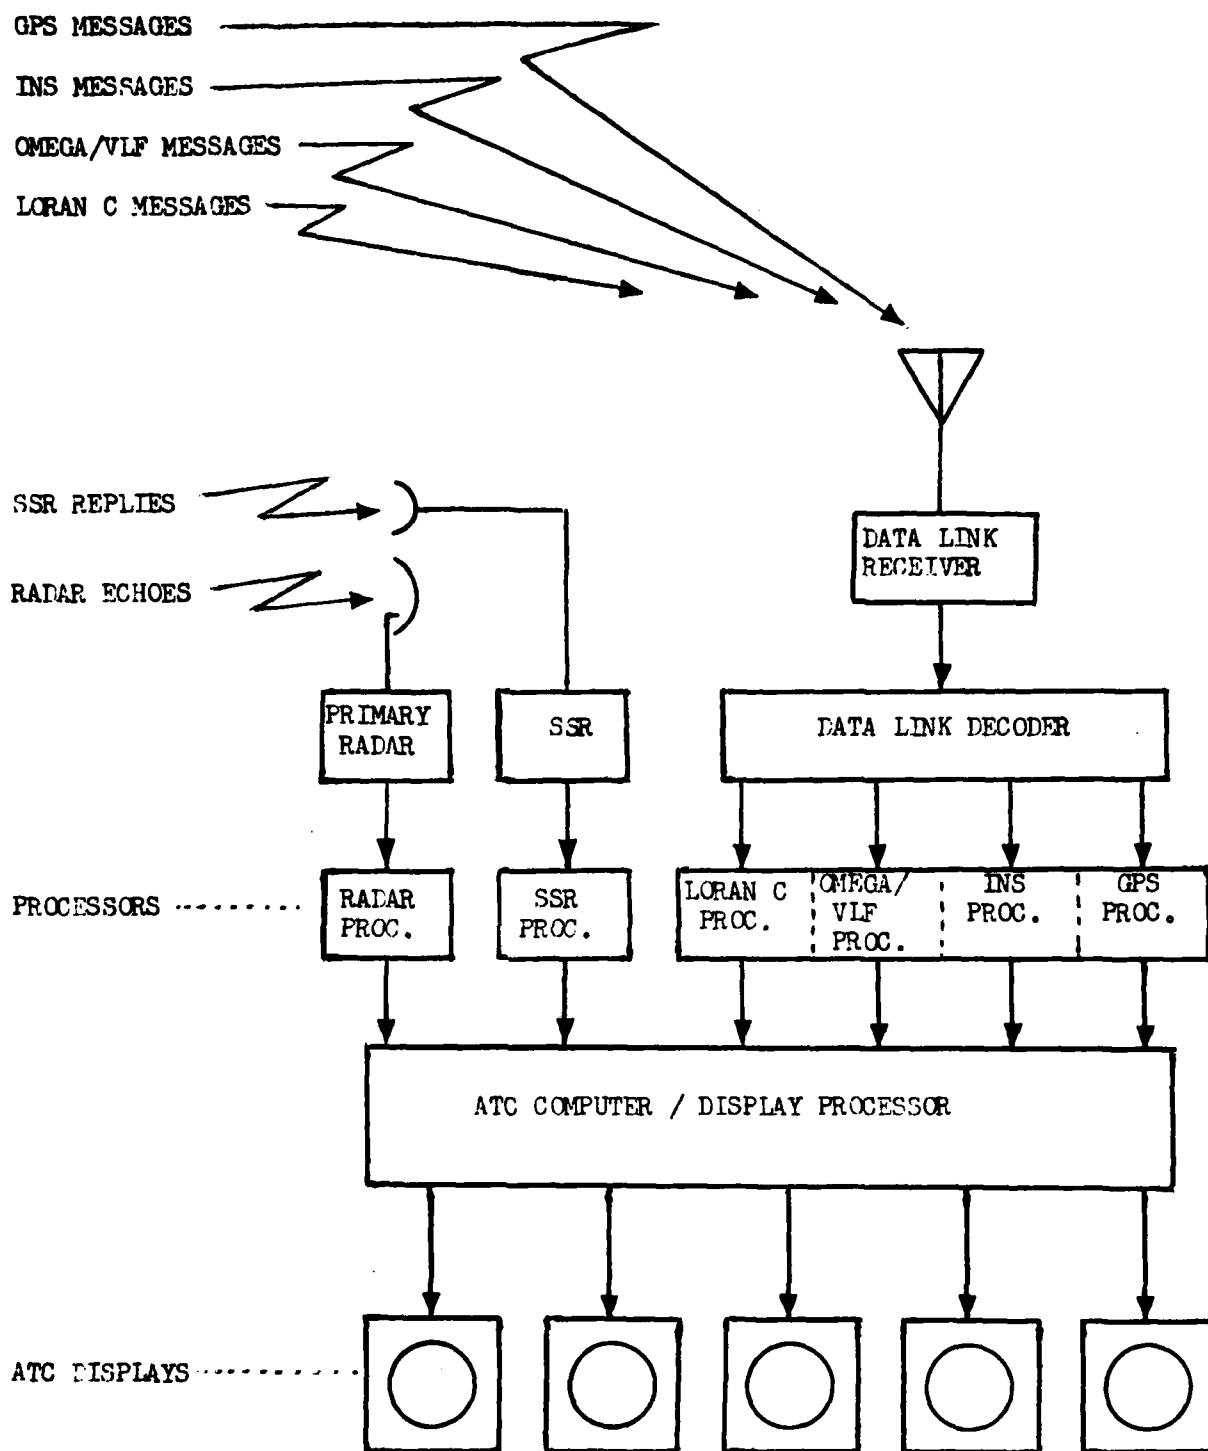 GPS MESSAGES
INS MESSAGES
OMEGA/VLF MESSAGES
LORAN C MESSAGES
SSR REPLIES
DATA LINK
RECEIVER
RADAR ECHOES
PRIMARY
RADAR
SSR
DATA LINK DECODER
PROCESSORS
RADAR
PROC.
SSR
PROC.
LORAN C
PROC.
OMEGA/
VLF
PROC.
INS
PROC.
GPS
PROC.
ATC COMPUTER / DISPLAY PROCESSOR
ATC DISPLAYS